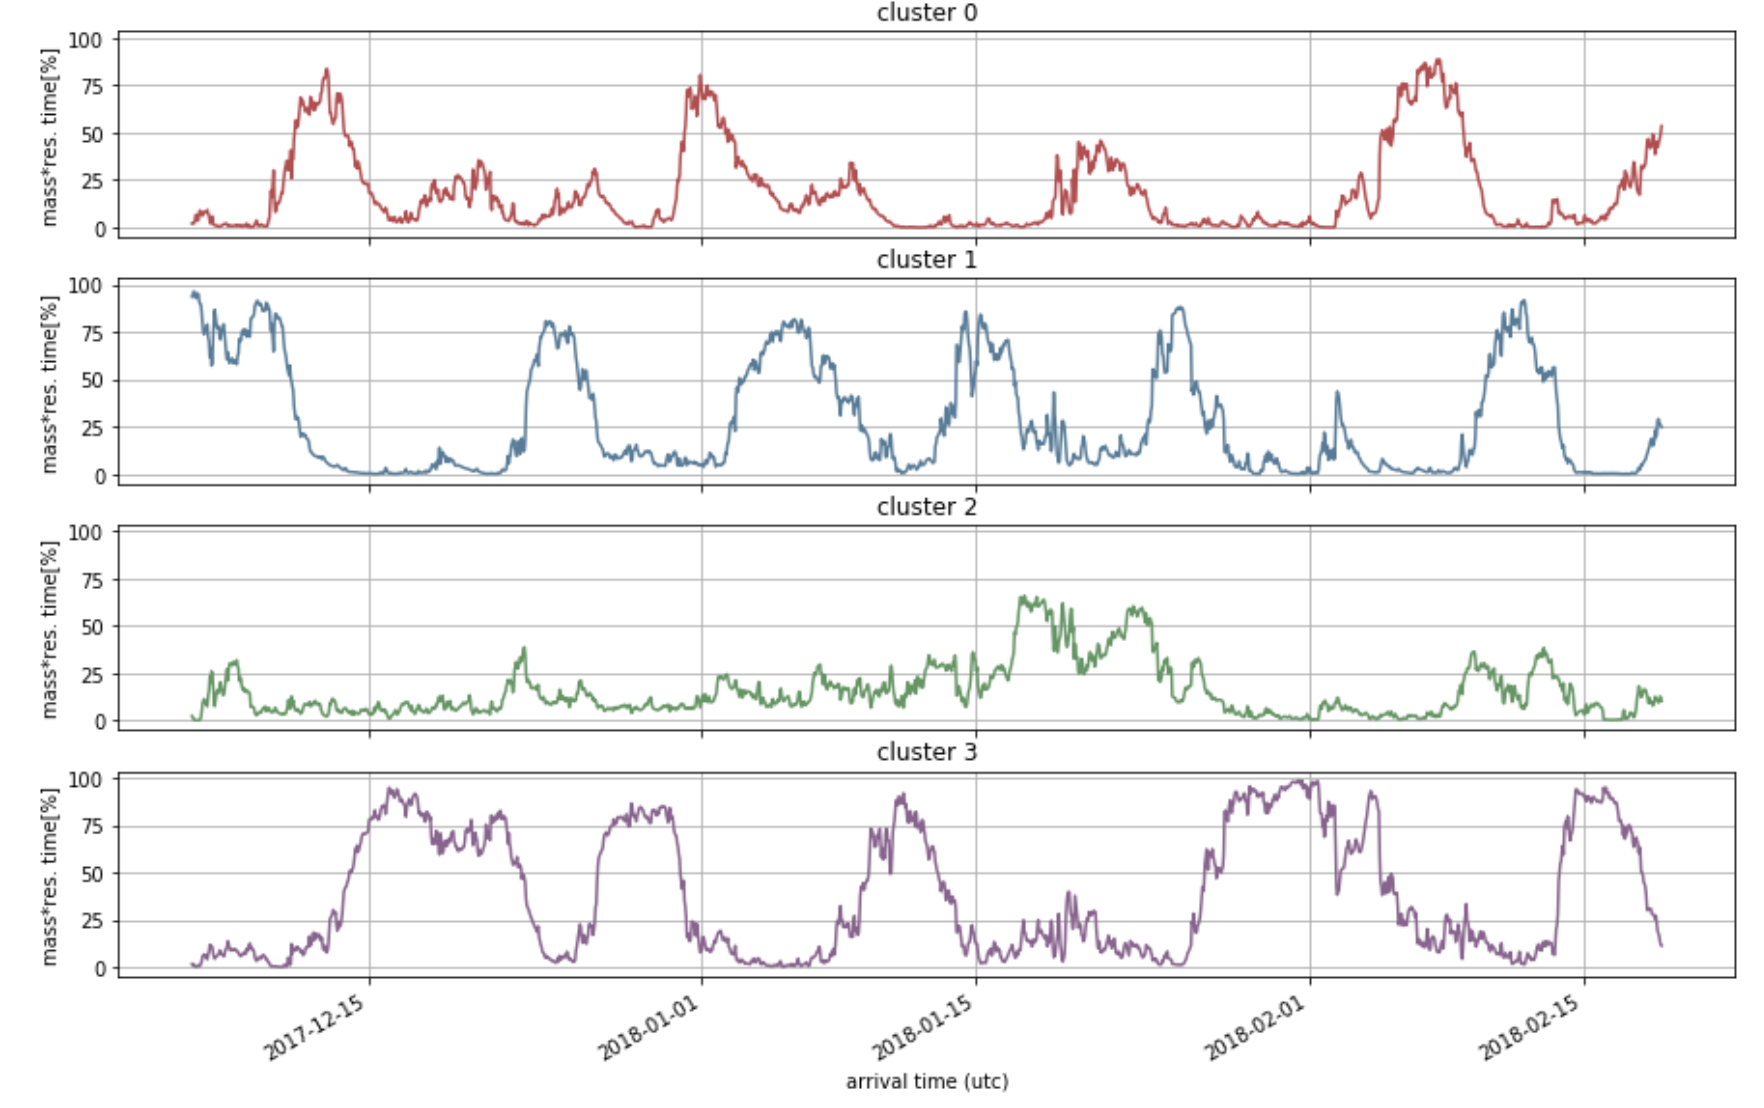 cluster 0
mass*res. time[%]
100
75
50
25
0
cluster 1
mass*res. time[%]
100
75
50
25
0
cluster 2
mass*res. time[%]
100
75
50
25
0
cluster 3
mass*res. time[%]
100
75
50
25
0
2017-12-15
2018-01-01
2018-01-15
2018-02-01
2018-02-15
arrival time (utc)